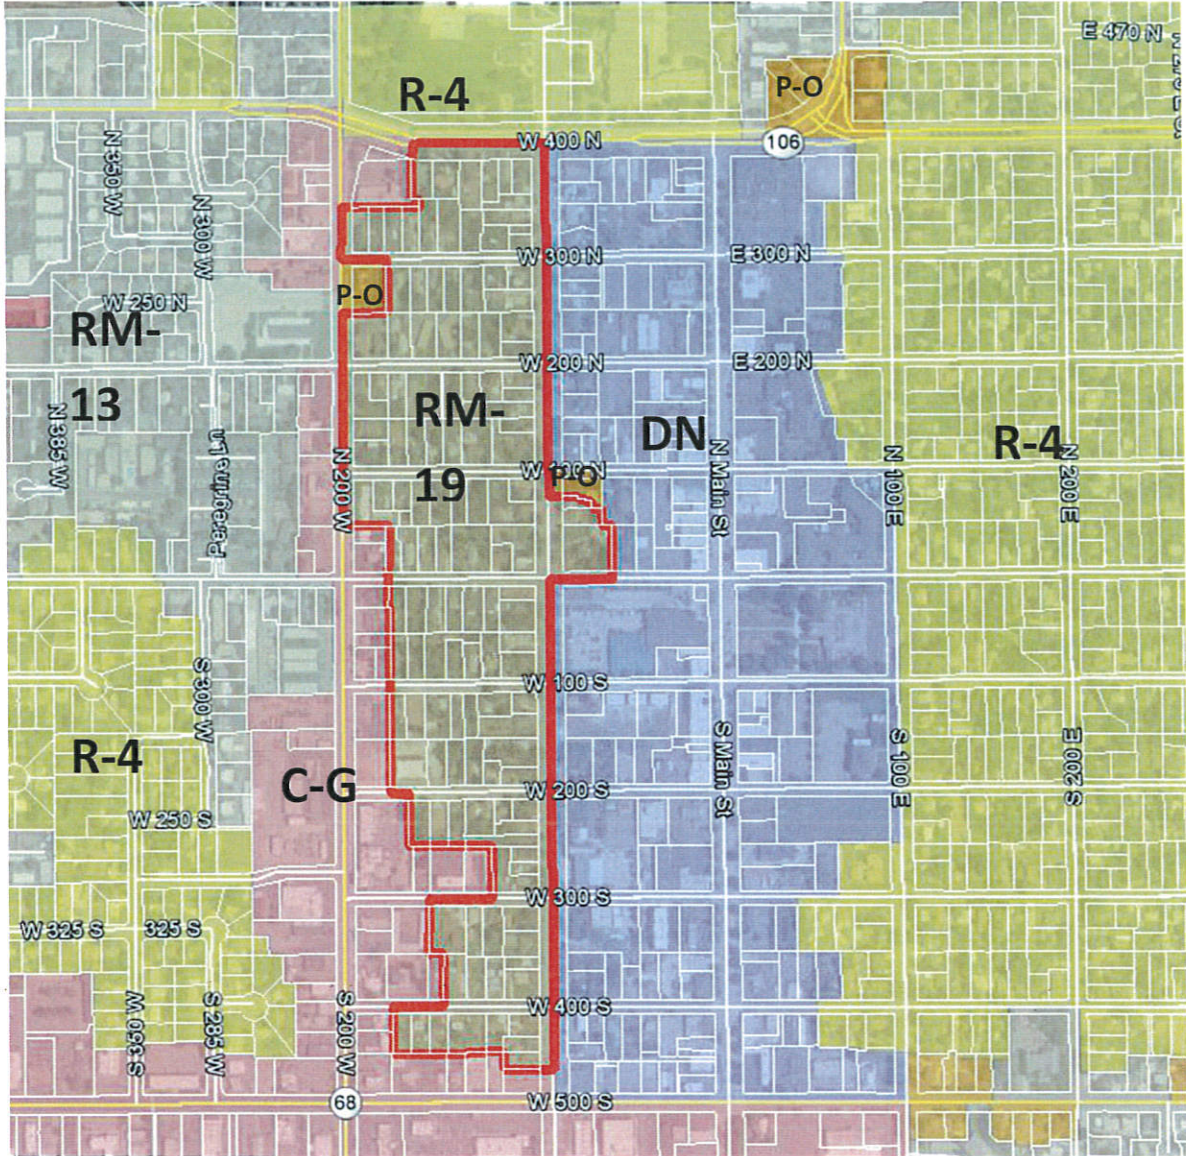 E 470 N
R-4
P-O
W 400 N
106
N 350 W
N 300 W
W 300 N
E 300 N
P-O
W 250 N
RM-
13
W 200 N
E 200 N
RM-
19
DN
R-4
N 385 W
Peregrine Ln
N 200 W
P-O
N Main St
N 100 E
N 200 E
W 100 S
S 300 W
R-4
C-G
W 200 S
S Main St
S 100 E
S 200 E
W 250 S
W 300 S
W 325 S
325 S
W 400 S
S 350 W
S 285 W
S 200 W
68
W 500 S